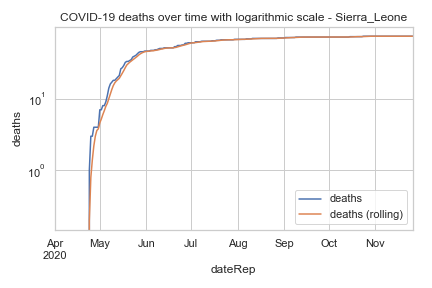 COVID-19 deaths over time with logarithmic scale - Sierra_Leone
deaths
10¹
10⁰
deaths
deaths (rolling)
Apr May Jun Jul Aug Sep Oct Nov
2020
dateRep